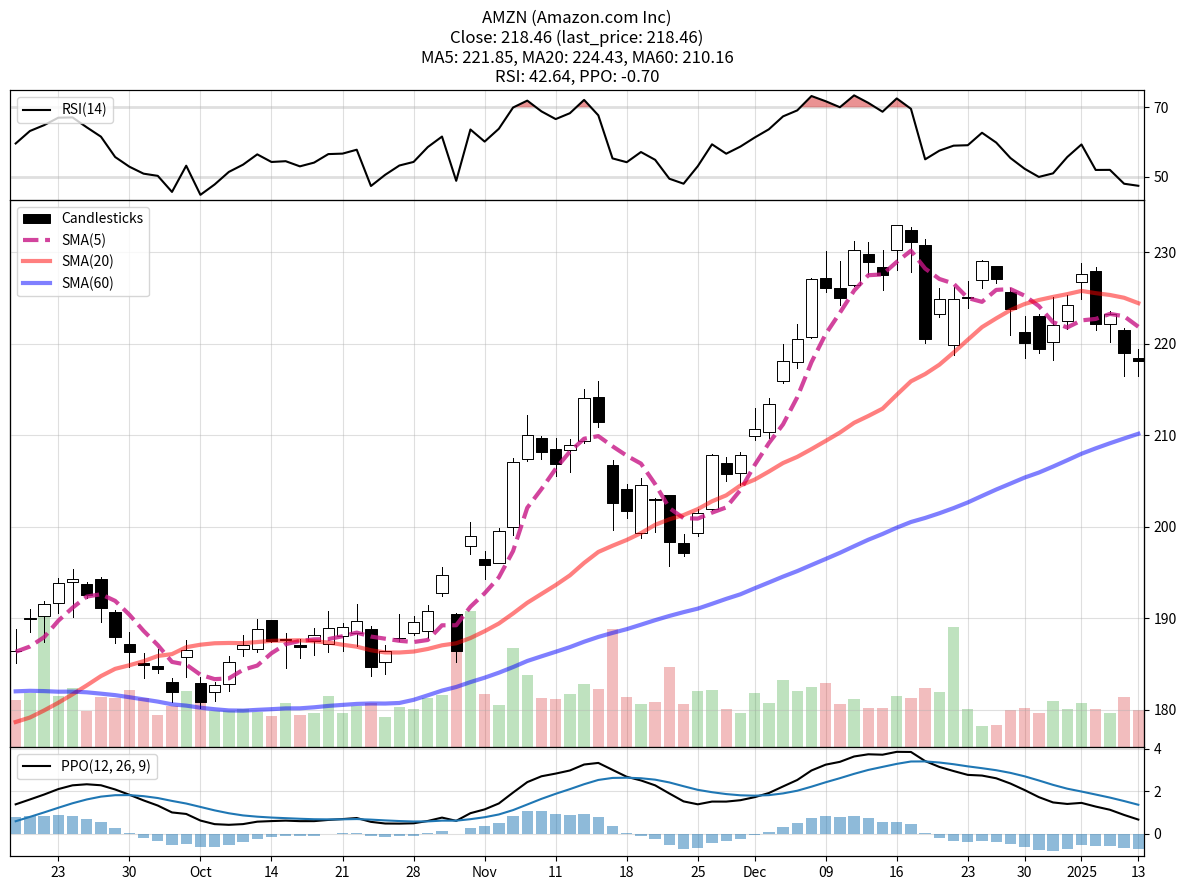 AMZN (Amazon.com Inc)
Close: 218.46 (last_price: 218.46)
MA5: 221.85, MA20: 224.43, MA60: 210.16
RSI: 42.64, PPO: -0.70
RSI(14)
70
50
Candlesticks
SMA(5)
SMA(20)
SMA(60)
230
220
210
200
190
180
PPO(12, 26, 9)
4
2
0
23 30 Oct 14 21 28 Nov 11 18 25 Dec 09 16 23 30 2025 13